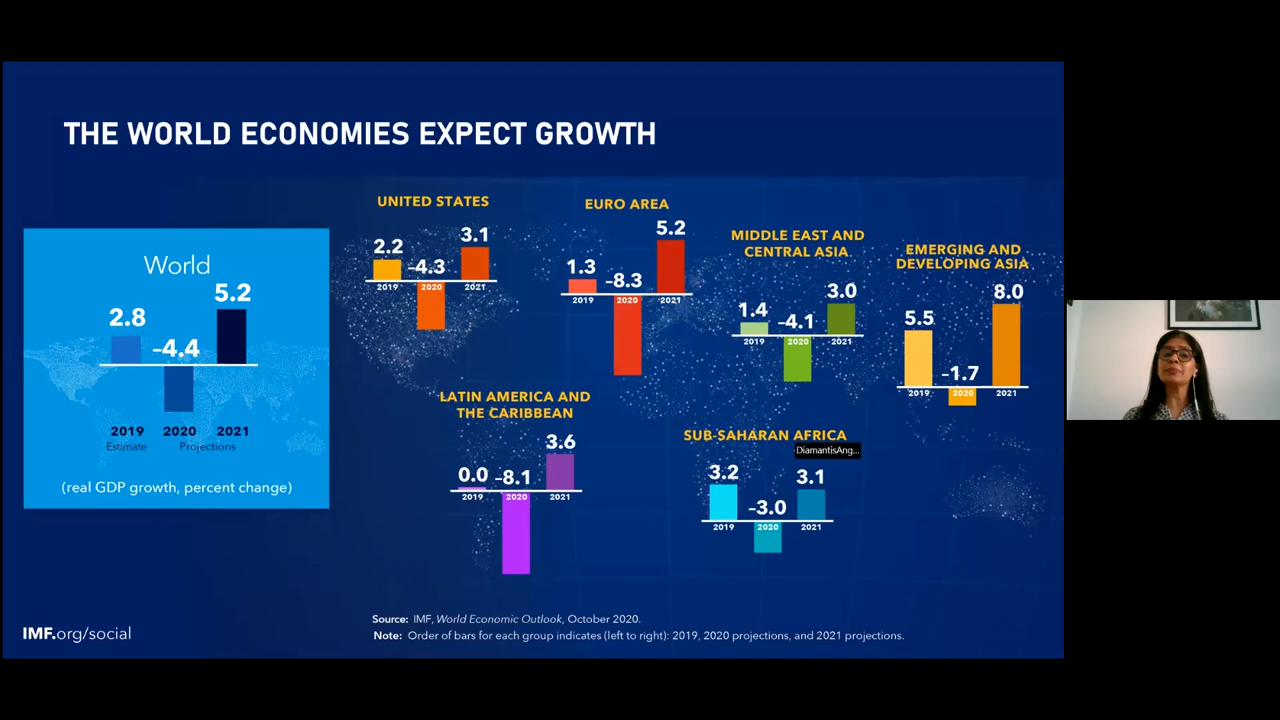 THE WORLD ECONOMIES EXPECT GROWTH
World
2.8
–4.4
5.2
2019
2020
2021
Estimate
Projections
(real GDP growth, percent change)
UNITED STATES
2.2
–4.3
3.1
2019
2020
2021
EURO AREA
1.3
–8.3
5.2
2019
2020
2021
MIDDLE EAST AND
CENTRAL ASIA
1.4
–4.1
3.0
2019
2020
2021
EMERGING AND
DEVELOPING ASIA
5.5
–1.7
8.0
2019
2020
2021
LATIN AMERICA AND
THE CARIBBEAN
0.0
–8.1
3.6
2019
2020
2021
SUB-SAHARAN AFRICA
DiamantisAng...
3.2
–3.0
3.1
2019
2020
2021
Source: IMF, World Economic Outlook, October 2020.
Note: Order of bars for each group indicates (left to right): 2019, 2020 projections, and 2021 projections.
IMF.org/social